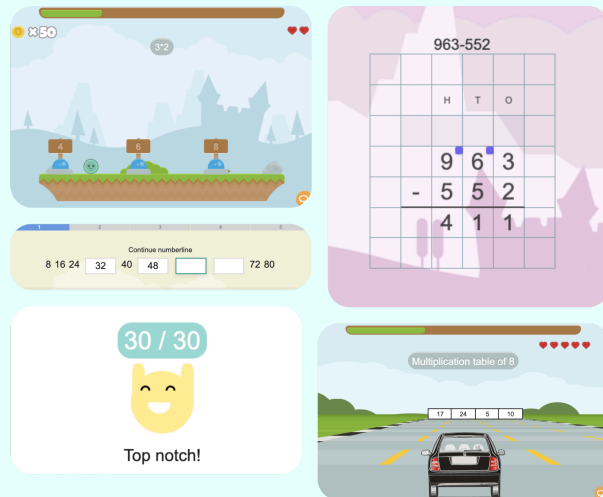 ×50
3*2
4 6 8
1 2 3 4 5
Continue numberline
8 16 24 32 40 48 72 80
30 / 30
Top notch!
963-552
H T O
9 6 3
- 5 5 2
4 1 1
Multiplication table of 8
17 24 5 10